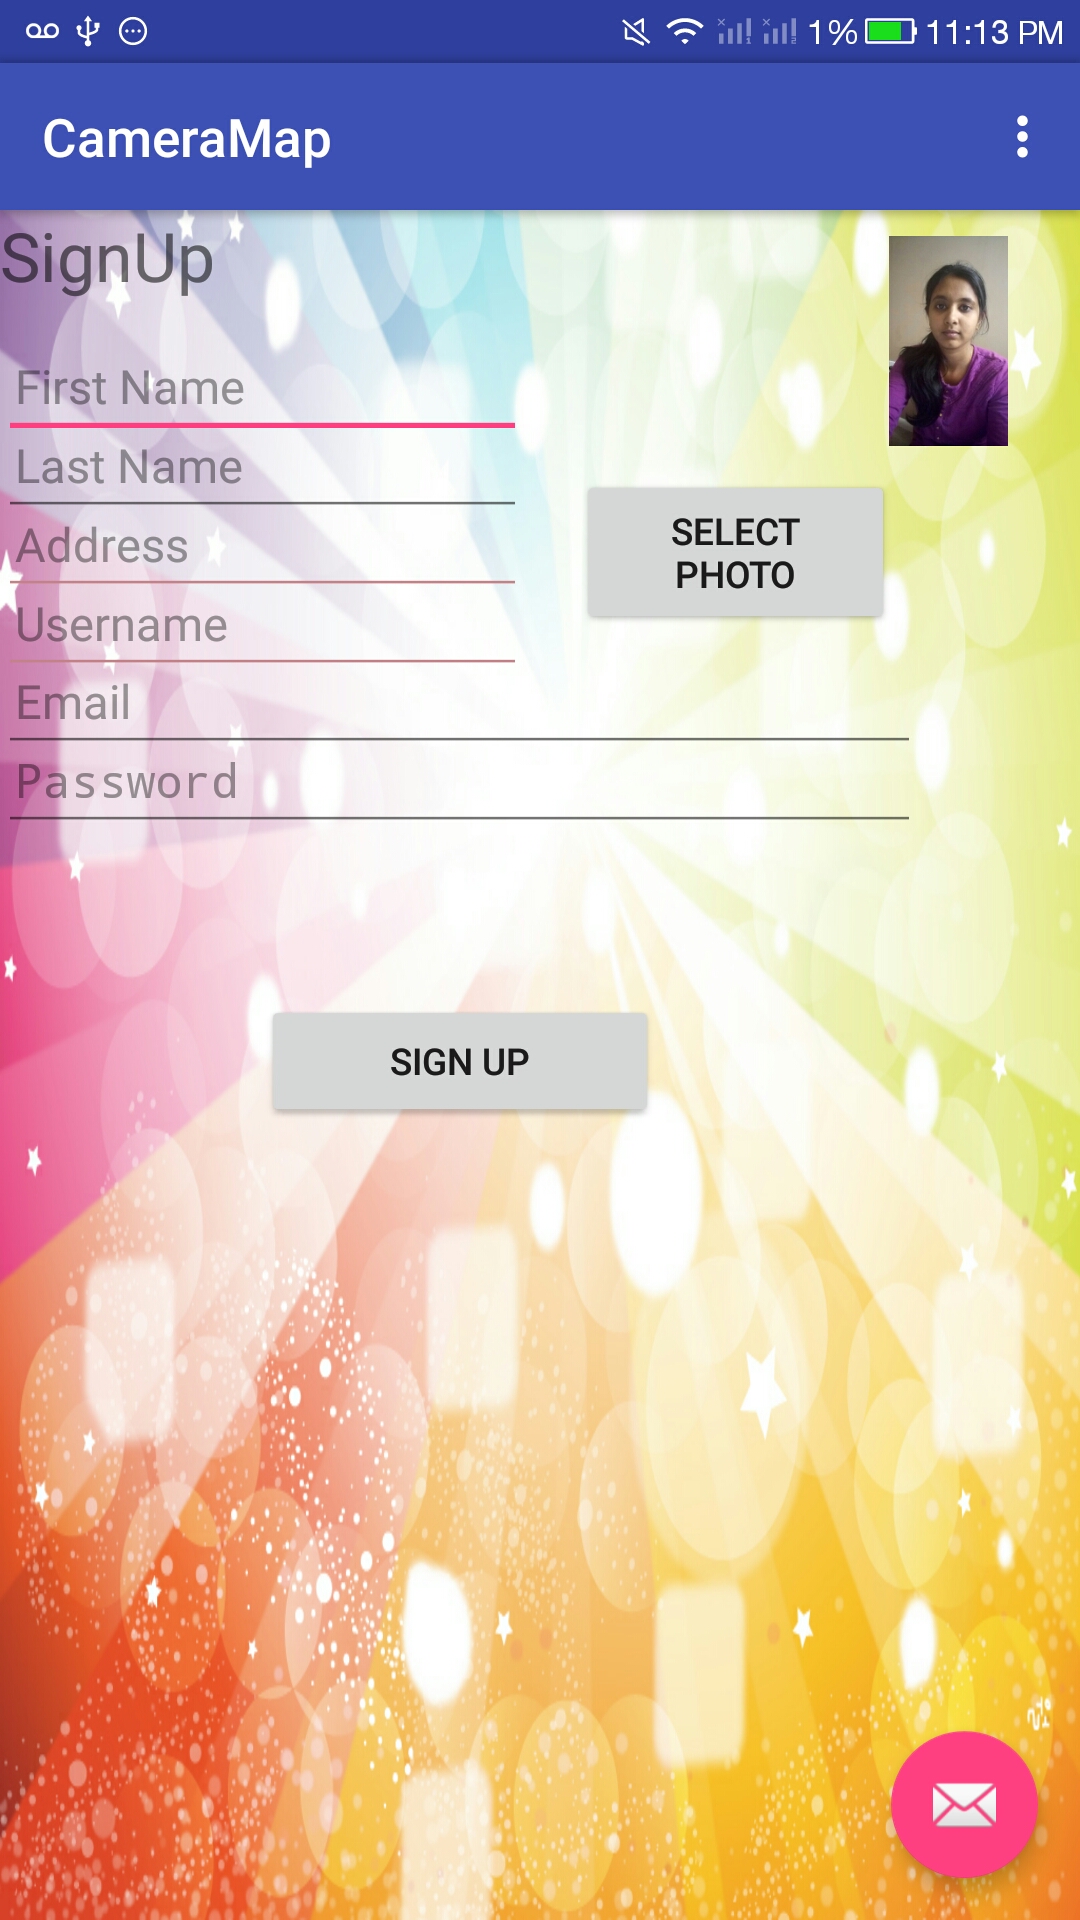 1% 11:13 PM
CameraMap
SignUp
First Name
Last Name
Address
Username
Email
Password
SELECT
PHOTO
SIGN UP